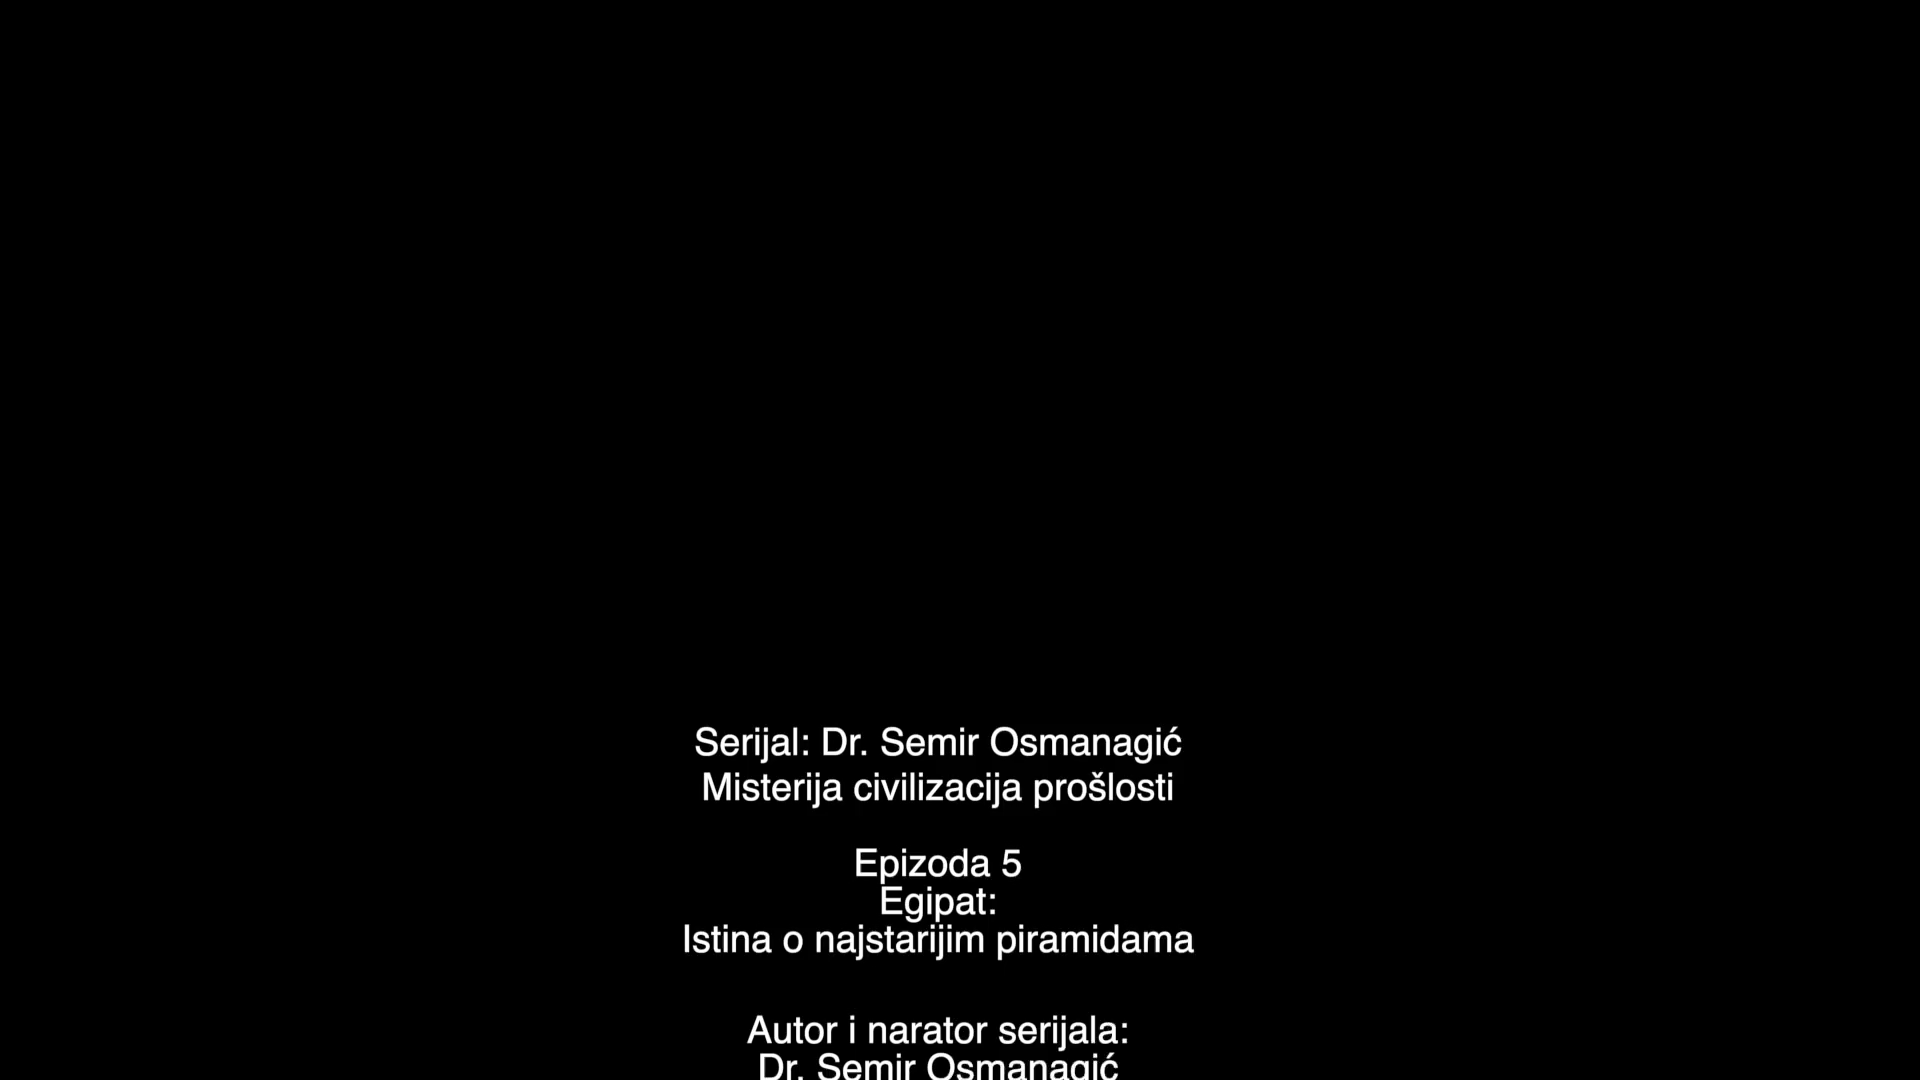 Serijal: Dr. Semir Osmanagić
Misterija civilizacija prošlosti
Epizoda 5
Egipat:
Istina o najstarijim piramidama
Autor i narator serijala:
Dr. Semir Osmanagić